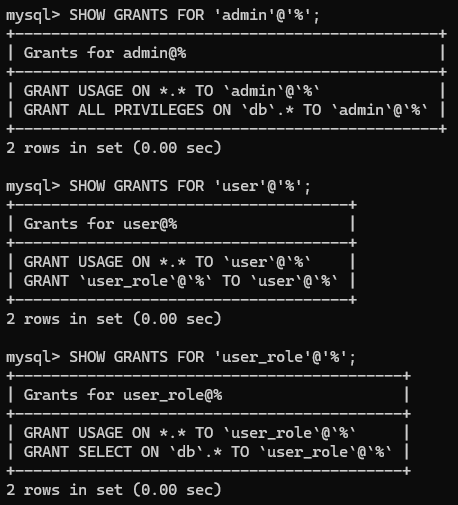 mysql> SHOW GRANTS FOR 'admin'@'%';
+-----------------------------------------------+
| Grants for admin@%                            |
+-----------------------------------------------+
| GRANT USAGE ON *.* TO `admin`@`%`             |
| GRANT ALL PRIVILEGES ON `db`.* TO `admin`@`%` |
+-----------------------------------------------+
2 rows in set (0.00 sec)
mysql> SHOW GRANTS FOR 'user'@'%';
+-------------------------------------+
| Grants for user@%                   |
+-------------------------------------+
| GRANT USAGE ON *.* TO `user`@`%`    |
| GRANT `user_role`@`%` TO `user`@`%` |
+-------------------------------------+
2 rows in set (0.00 sec)
mysql> SHOW GRANTS FOR 'user_role'@'%';
+-------------------------------------------+
| Grants for user_role@%                    |
+-------------------------------------------+
| GRANT USAGE ON *.* TO `user_role`@`%`     |
| GRANT SELECT ON `db`.* TO `user_role`@`%` |
+-------------------------------------------+
2 rows in set (0.00 sec)